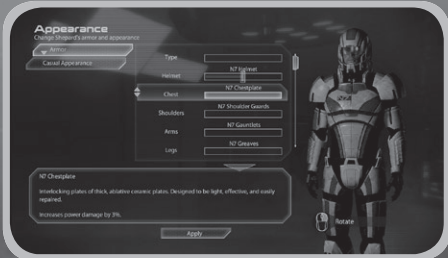 Appearance
Change Shepard's armor and appearance
Armor
Casual Appearance
Type
N7 Helmet
Helmet
N7 Chestplate
Chest
N7 Shoulder Guards
Shoulders
N7 Gauntlets
Arms
N7 Greaves
Legs
N7 Chestplate
Interlocking plates of thick, ablative ceramic plates. Designed to be light, effective, and easily
repaired.
Increases power damage by 3%.
Apply
Rotate